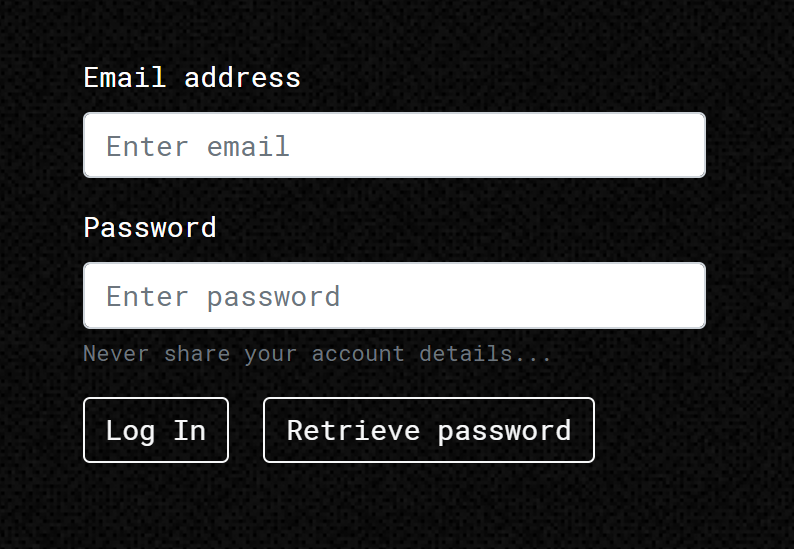 Email address
Enter email
Password
Enter password
Never share your account details...
Log In Retrieve password